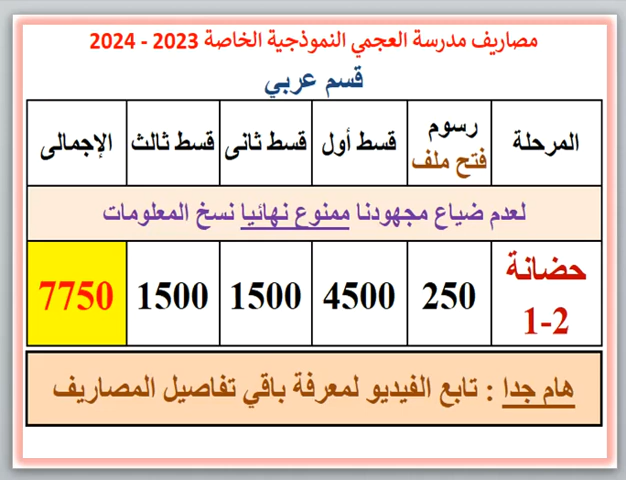 مصاريف مدرسة العجمي النموذجية الخاصة 2023 - 2024
قسم عربي
المرحلة رسوم فتح ملف قسط أول قسط ثانى قسط ثالث الإجمالى
لعدم ضياع مجهودنا ممنوع نهائيا نسخ المعلومات
حضانة 1-2 250 4500 1500 1500 7750
هام جدا : تابع الفيديو لمعرفة باقي تفاصيل المصاريف